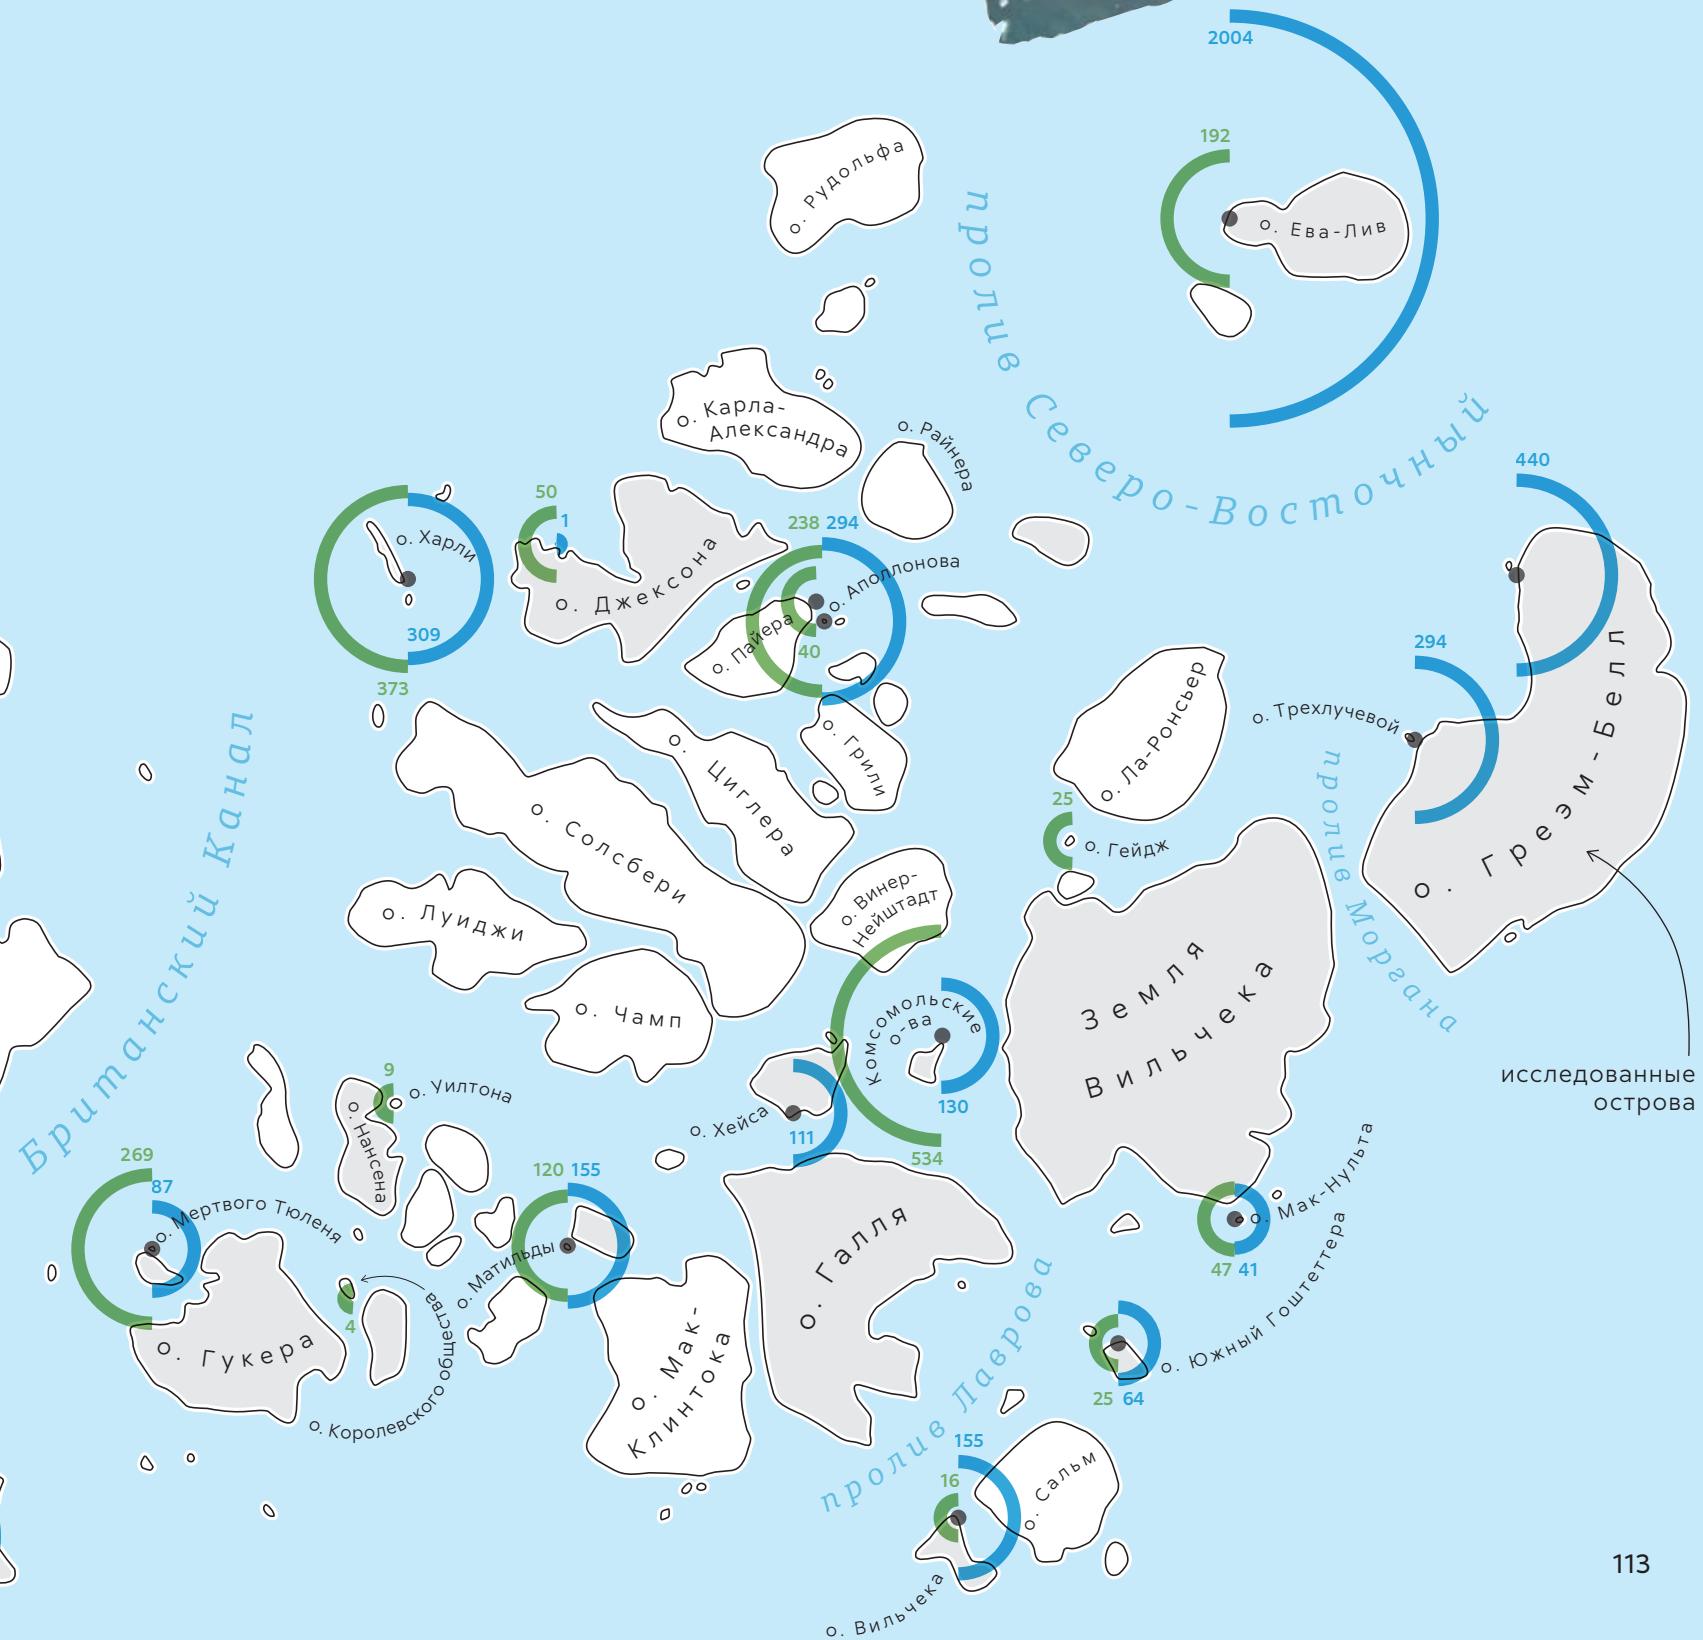 2004
192
о. Рудольфа
о. Ева-Лив
пролив Северо-Восточный
о. Карла-
Александра
о. Райнера
440
50
1
238 294
о. Харли
о. Джексона
о. Аполлонова
о. Пайера
40
309
373
294
о. Трехлучевой
о. Грэм-Белл
пролив Моргана
Британский Канал
о. Ла-Ронсьер
о. Грили
о. Циглера
о. Солсбери
25
о. Гейдж
о. Винер-
Нейштадт
о. Луиджи
о. Чамп
Земля
Вильчека
Комсомольские
о-ва
130
534
исследованные
острова
9
о. Уилтона
о. Нансена
о. Хейса
111
269
87
о. Мертвого Тюленя
120 155
о. Матильды
о. Галля
о. Мак-Нульта
47 41
4
о. Гукера
о. Королевского общества
о. Мак-
Клинтока
пролив Лаврова
25 64
о. Южный Гоштеттера
155
16
о. Сальм
о. Вильчека
113